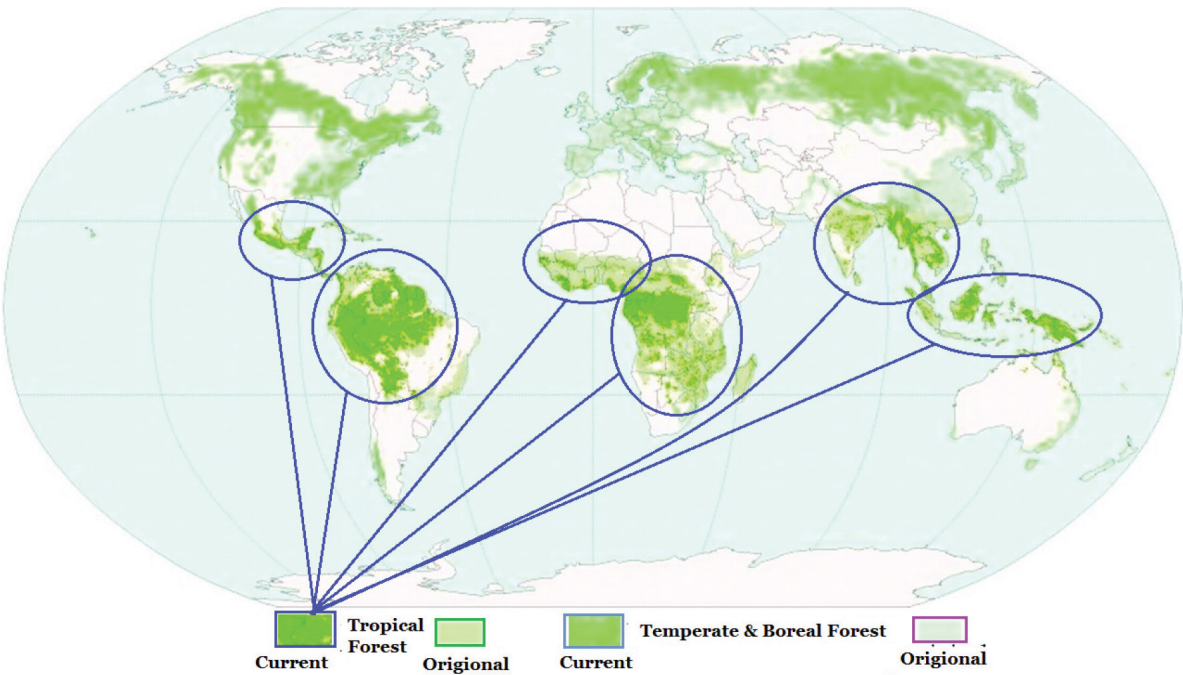 Tropical
Forest
Current
Origional
Temperate & Boreal Forest
Current
Origional